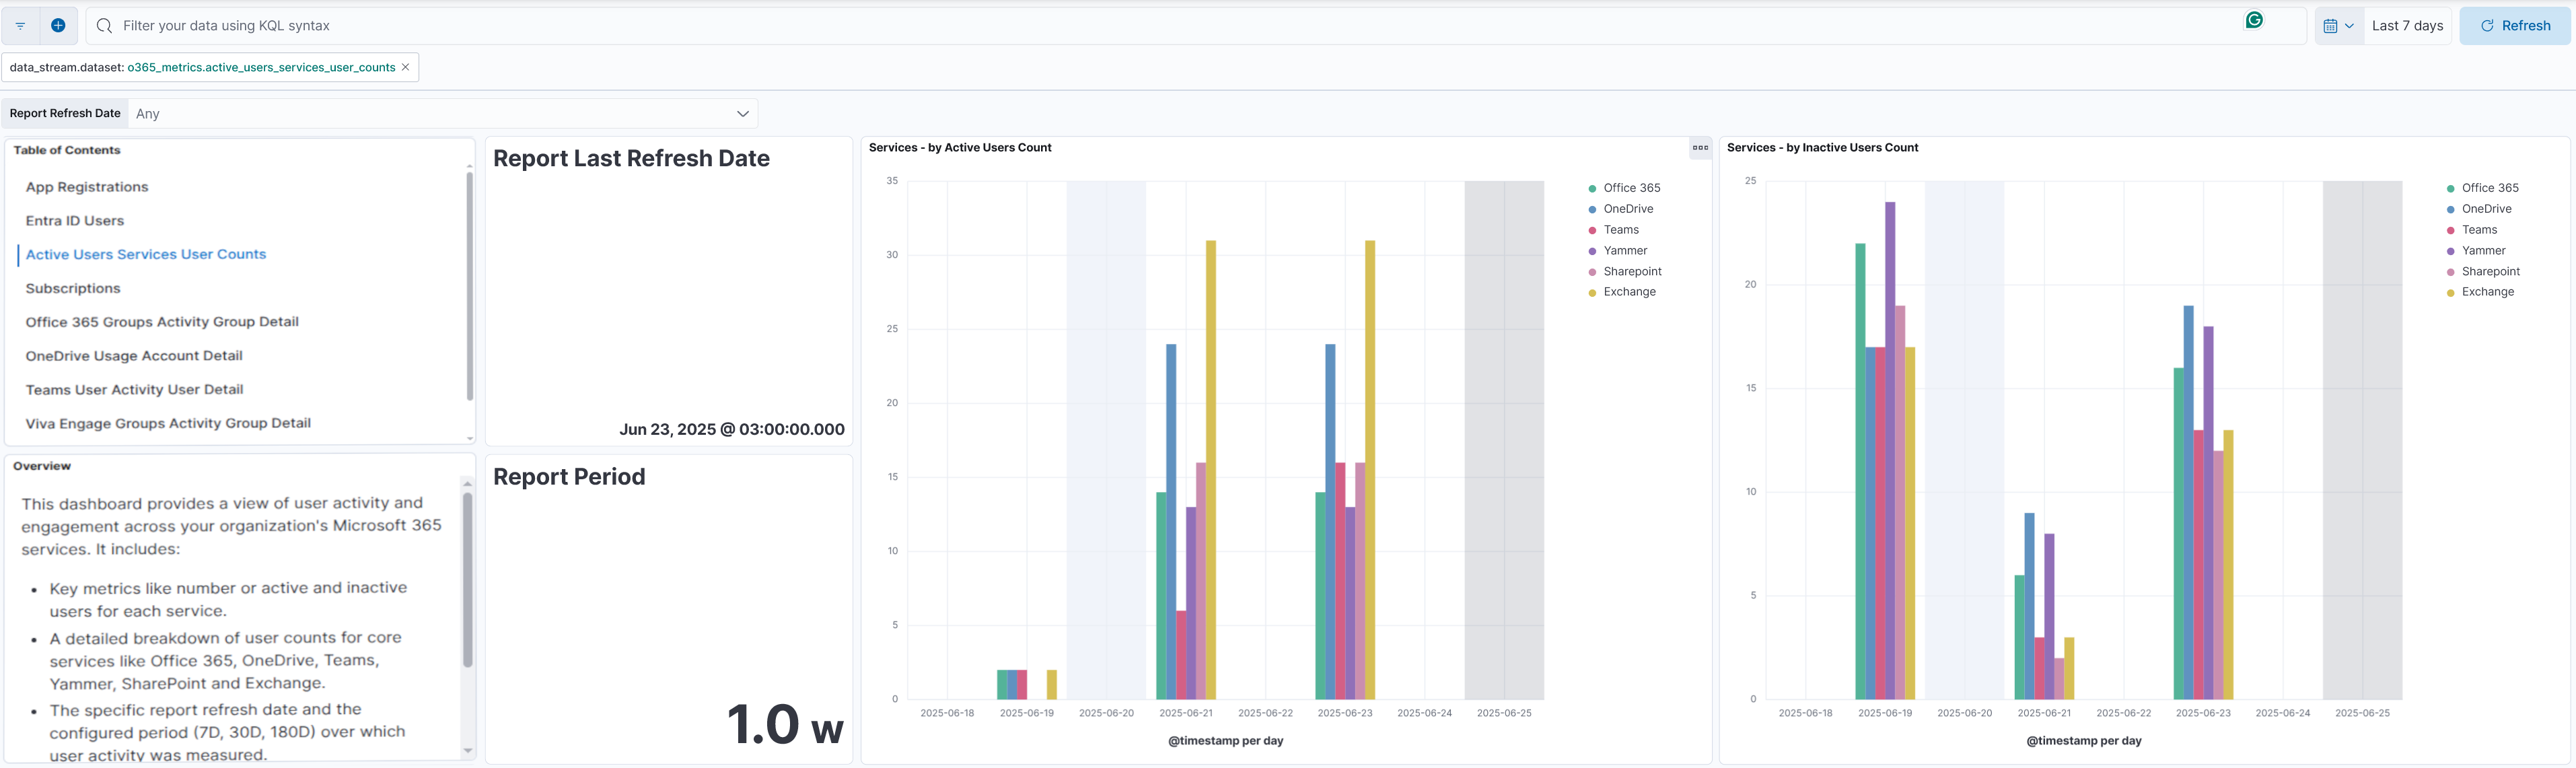 Filter your data using KQL syntax
Last 7 days
Refresh
data_stream.dataset: o365_metrics.active_users_services_user_counts ×
Report Refresh Date
Any
Table of Contents
App Registrations
Entra ID Users
Active Users Services User Counts
Subscriptions
Office 365 Groups Activity Group Detail
OneDrive Usage Account Detail
Teams User Activity User Detail
Viva Engage Groups Activity Group Detail
Overview
This dashboard provides a view of user activity and
engagement across your organization's Microsoft 365
services. It includes:
• Key metrics like number or active and inactive
users for each service.
• A detailed breakdown of user counts for core
services like Office 365, OneDrive, Teams,
Yammer, SharePoint and Exchange.
• The specific report refresh date and the
configured period (7D, 30D, 180D) over which
user activity was measured.
Report Last Refresh Date
Jun 23, 2025 @ 03:00:00.000
Report Period
1.0 w
Services - by Active Users Count
35
30
25
20
15
10
5
0
2025-06-18
2025-06-19
2025-06-20
2025-06-21
2025-06-22
2025-06-23
2025-06-24
2025-06-25
@timestamp per day
Office 365
OneDrive
Teams
Yammer
Sharepoint
Exchange
Services - by Inactive Users Count
25
20
15
10
5
0
2025-06-18
2025-06-19
2025-06-20
2025-06-21
2025-06-22
2025-06-23
2025-06-24
2025-06-25
@timestamp per day
Office 365
OneDrive
Teams
Yammer
Sharepoint
Exchange